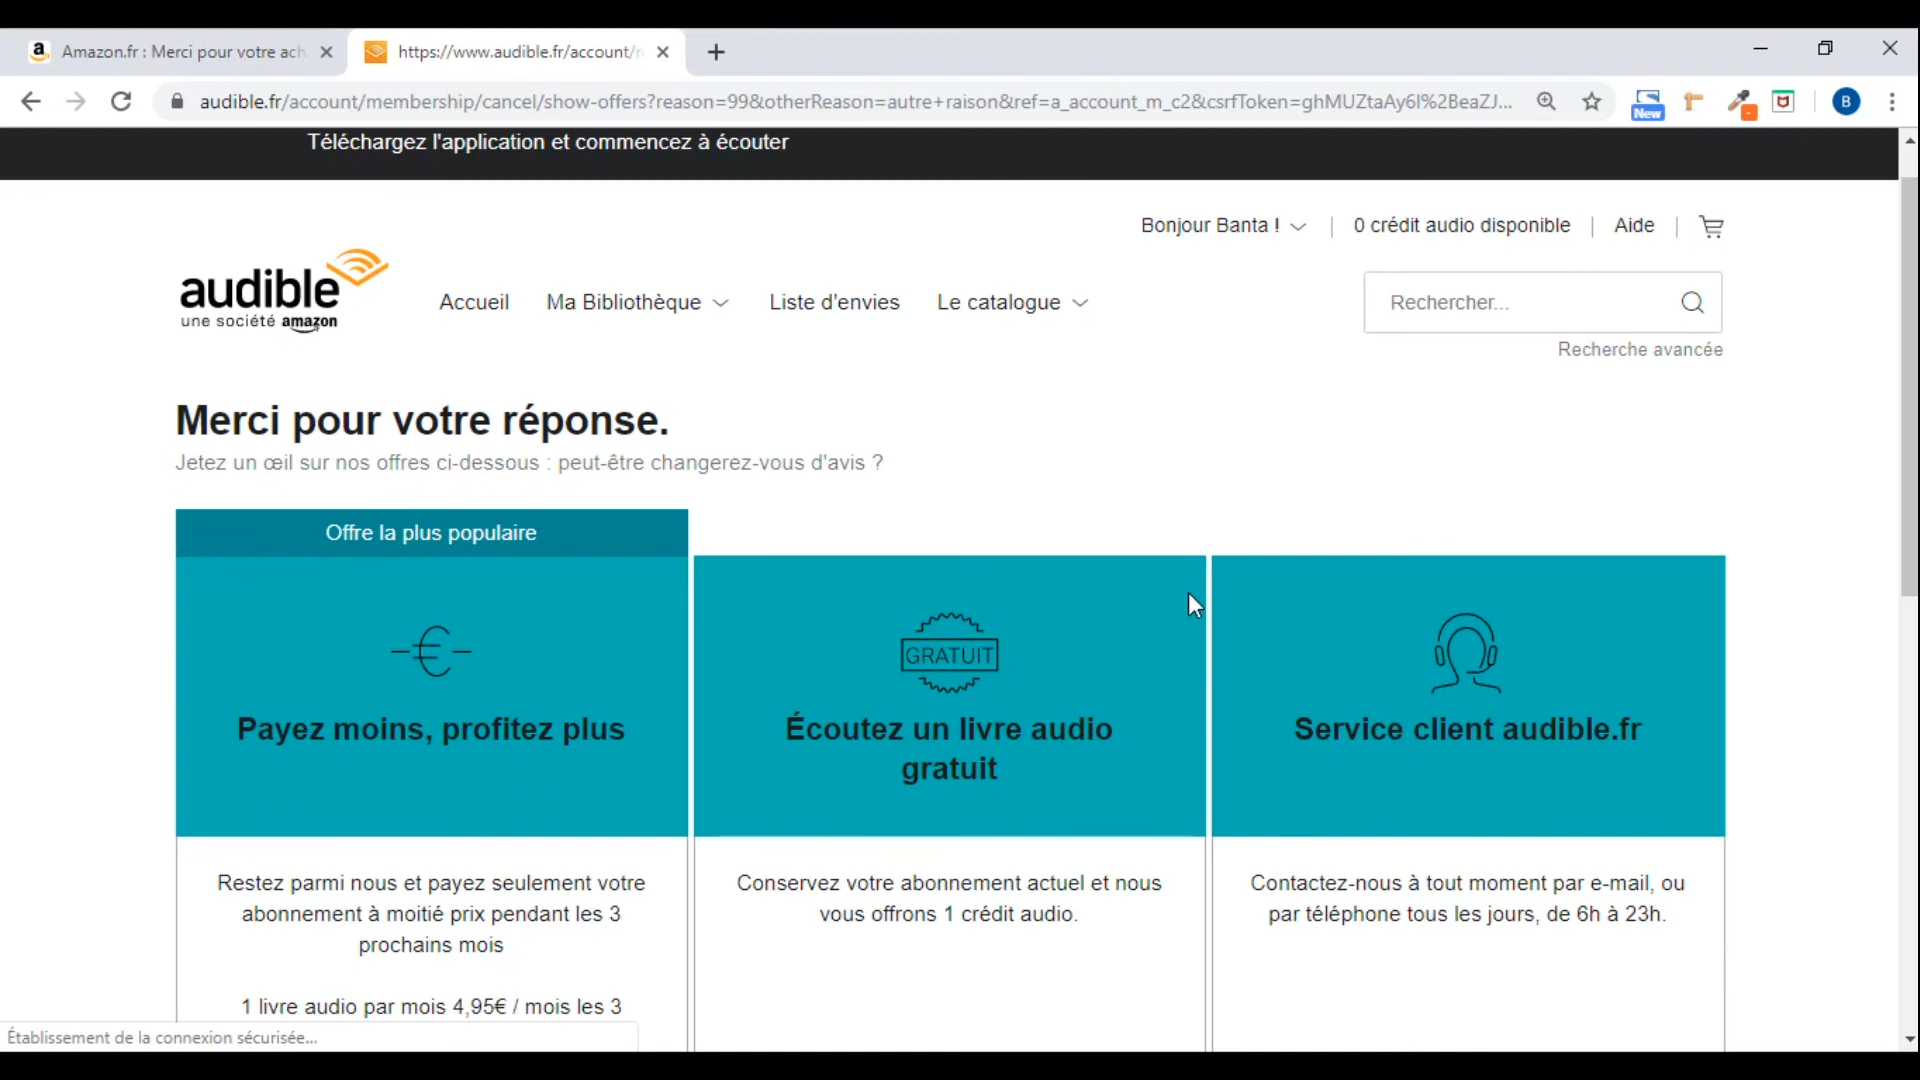 Amazon.fr : Merci pour votre ach
https://www.audible.fr/account/
audible.fr/account/membership/cancel/show-offers?reason=99&otherReason=autre+raison&ref=a_account_m_c2&csrfToken=ghMUZtaAy6I%2BeaZJ...
New
B
Téléchargez l'application et commencez à écouter
Bonjour Banta !
0 crédit audio disponible
Aide
audible
une société amazon
Accueil
Ma Bibliothèque
Liste d'envies
Le catalogue
Rechercher...
Recherche avancée
Merci pour votre réponse.
Jetez un œil sur nos offres ci-dessous : peut-être changerez-vous d'avis ?
Offre la plus populaire
€
Payez moins, profitez plus
Restez parmi nous et payez seulement votre
abonnement à moitié prix pendant les 3
prochains mois
1 livre audio par mois 4,95€ / mois les 3
GRATUIT
Écoutez un livre audio
gratuit
Conservez votre abonnement actuel et nous
vous offrons 1 crédit audio.
Service client audible.fr
Contactez-nous à tout moment par e-mail, ou
par téléphone tous les jours, de 6h à 23h.
Établissement de la connexion sécurisée...